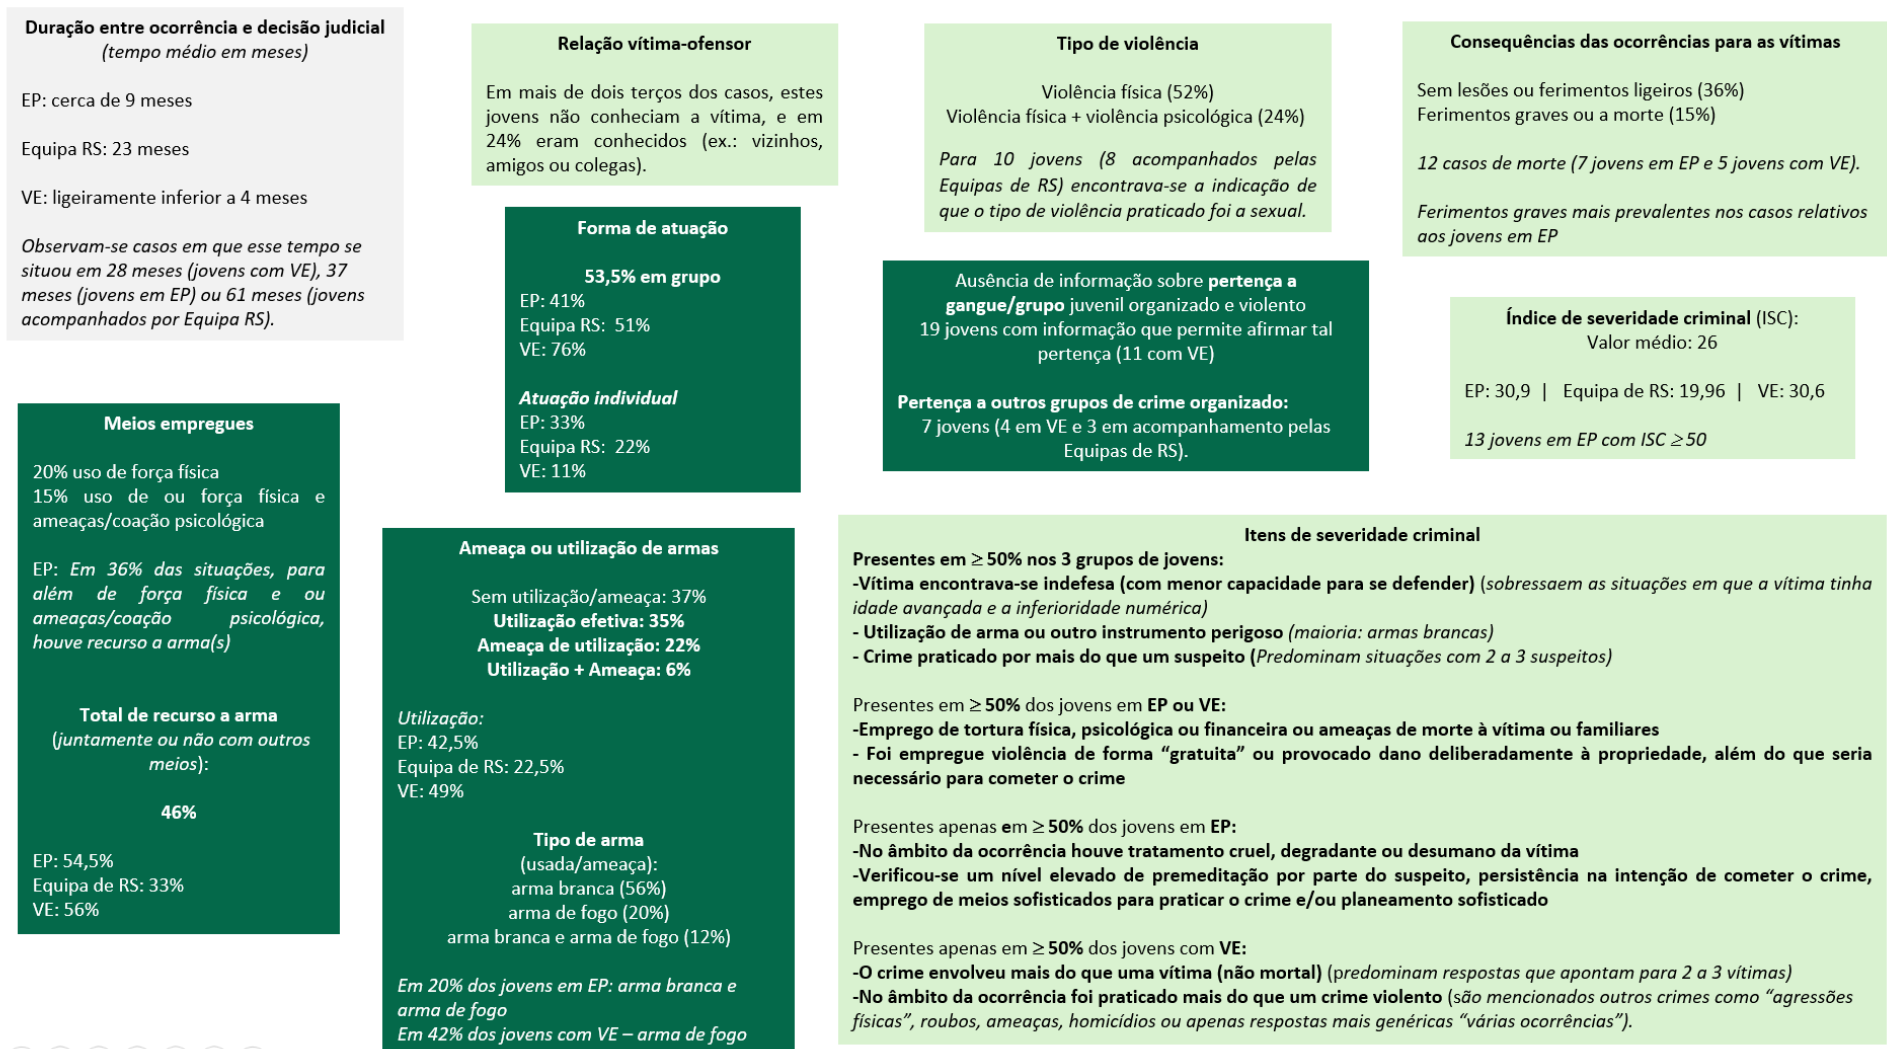 Duração entre ocorrência e decisão judicial
(tempo médio em meses)
EP: cerca de 9 meses
Equipa RS: 23 meses
VE: ligeiramente inferior a 4 meses
Observam-se casos em que esse tempo se
situou em 28 meses (jovens com VE), 37
meses (jovens em EP) ou 61 meses (jovens
acompanhados por Equipa RS).
Relação vítima-ofensor
Em mais de dois terços dos casos, estes
jovens não conheciam a vítima, e em
24% eram conhecidos (ex.: vizinhos,
amigos ou colegas).
Tipo de violência
Violência física (52%)
Violência física + violência psicológica (24%)
Para 10 jovens (8 acompanhados pelas
Equipas de RS) encontrava-se a indicação de
que o tipo de violência praticado foi a sexual.
Consequências das ocorrências para as vítimas
Sem lesões ou ferimentos ligeiros (36%)
Ferimentos graves ou a morte (15%)
12 casos de morte (7 jovens em EP e 5 jovens com VE).
Ferimentos graves mais prevalentes nos casos relativos
aos jovens em EP
Forma de atuação
53,5% em grupo
EP: 41%
Equipa RS: 51%
VE: 76%
Atuação individual
EP: 33%
Equipa RS: 22%
VE: 11%
Ausência de informação sobre pertença a
gangue/grupo juvenil organizado e violento
19 jovens com informação que permite afirmar tal
pertença (11 com VE)
Pertença a outros grupos de crime organizado:
7 jovens (4 em VE e 3 em acompanhamento pelas
Equipas de RS).
Índice de severidade criminal (ISC):
Valor médio: 26
EP: 30,9 | Equipa de RS: 19,96 | VE: 30,6
13 jovens em EP com ISC ≥ 50
Meios empregues
20% uso de força física
15% uso de ou força física e
ameaças/coação psicológica
EP: Em 36% das situações, para
além de força física e ou
ameaças/coação psicológica,
houve recurso a arma(s)
Total de recurso a arma
(juntamente ou não com outros
meios):
46%
EP: 54,5%
Equipa de RS: 33%
VE: 56%
Ameaça ou utilização de armas
Sem utilização/ameaça: 37%
Utilização efetiva: 35%
Ameaça de utilização: 22%
Utilização + Ameaça: 6%
Utilização:
EP: 42,5%
Equipa de RS: 22,5%
VE: 49%
Tipo de arma
(usada/ameaça):
arma branca (56%)
arma de fogo (20%)
arma branca e arma de fogo (12%)
Em 20% dos jovens em EP: arma branca e
arma de fogo
Em 42% dos jovens com VE – arma de fogo
Itens de severidade criminal
Presentes em ≥ 50% nos 3 grupos de jovens:
-Vítima encontrava-se indefesa (com menor capacidade para se defender) (sobressaem as situações em que a vítima tinha
idade avançada e a inferioridade numérica)
- Utilização de arma ou outro instrumento perigoso (maioria: armas brancas)
- Crime praticado por mais do que um suspeito (Predominam situações com 2 a 3 suspeitos)
Presentes em ≥ 50% dos jovens em EP ou VE:
-Emprego de tortura física, psicológica ou financeira ou ameaças de morte à vítima ou familiares
- Foi empregue violência de forma “gratuita” ou provocado dano deliberadamente à propriedade, além do que seria
necessário para cometer o crime
Presentes apenas em ≥ 50% dos jovens em EP:
-No âmbito da ocorrência houve tratamento cruel, degradante ou desumano da vítima
-Verificou-se um nível elevado de premeditação por parte do suspeito, persistência na intenção de cometer o crime,
emprego de meios sofisticados para praticar o crime e/ou planeamento sofisticado
Presentes apenas em ≥ 50% dos jovens com VE:
-O crime envolveu mais do que uma vítima (não mortal) (predominam respostas que apontam para 2 a 3 vítimas)
-No âmbito da ocorrência foi praticado mais do que um crime violento (são mencionados outros crimes como “agressões
físicas”, roubos, ameaças, homicídios ou apenas respostas mais genéricas “várias ocorrências”).